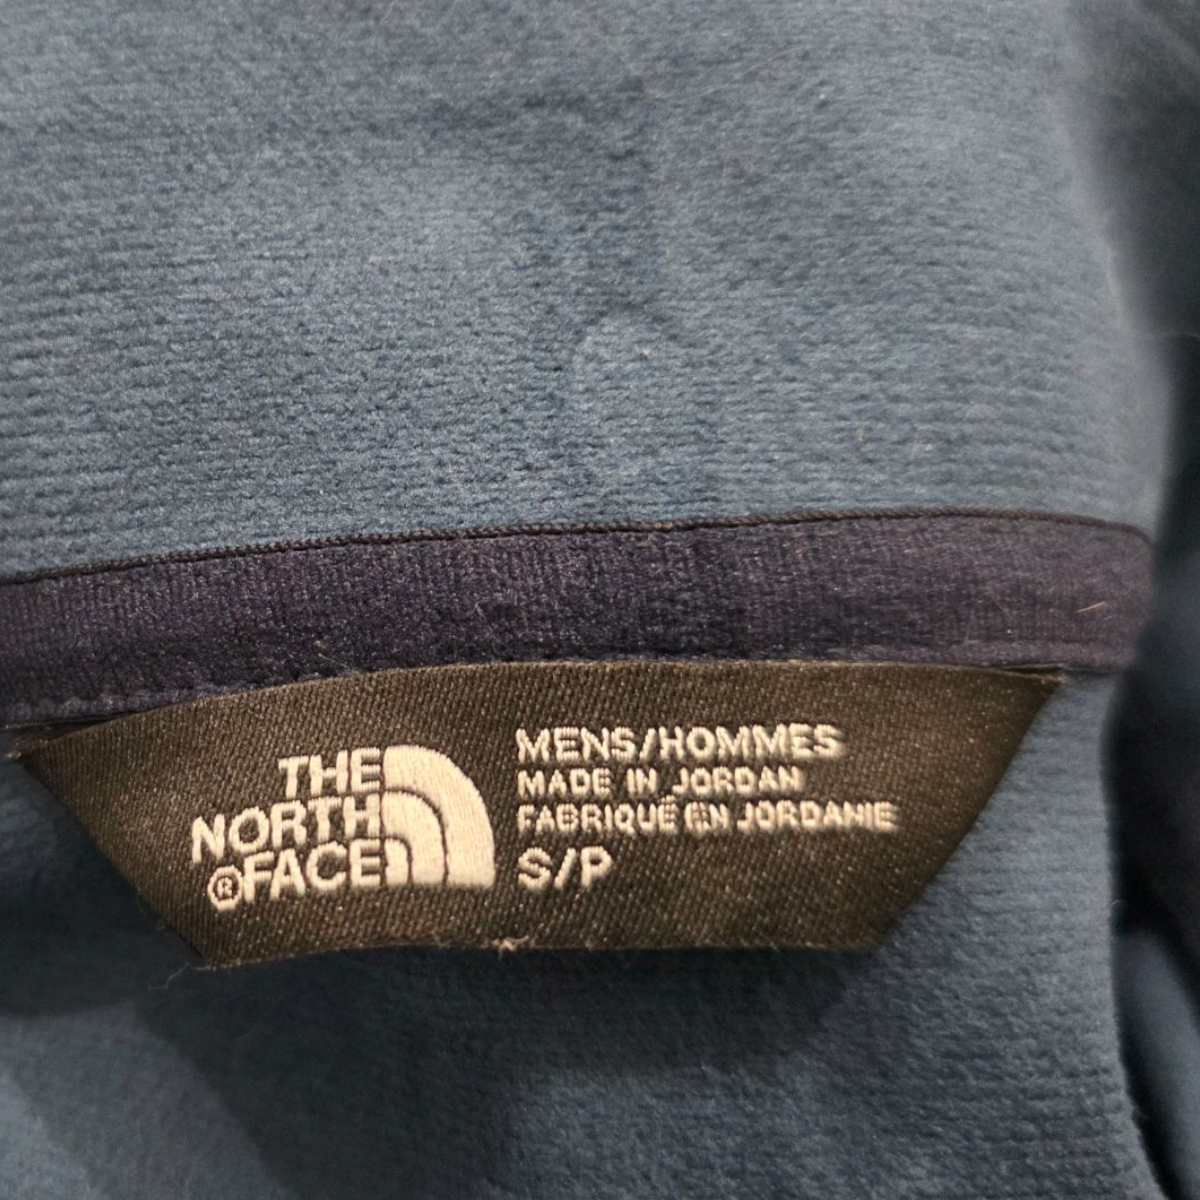 THE
NORTH
®FACE
MENS/HOMMES
MADE IN JORDAN
FABRIQUÉ EN JORDANIE
S/P